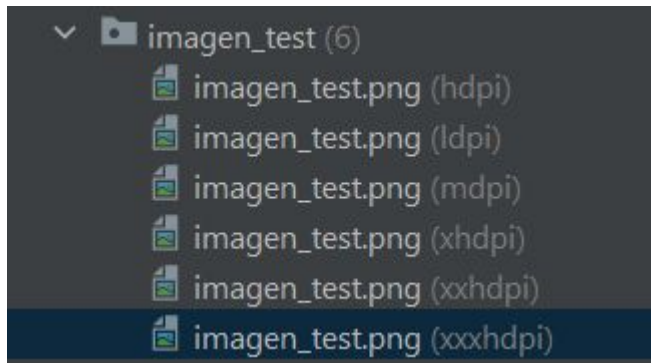 imagen_test (6)
imagen_test.png (hdpi)
imagen_test.png (ldpi)
imagen_test.png (mdpi)
imagen_test.png (xhdpi)
imagen_test.png (xxhdpi)
imagen_test.png (xxxhdpi)